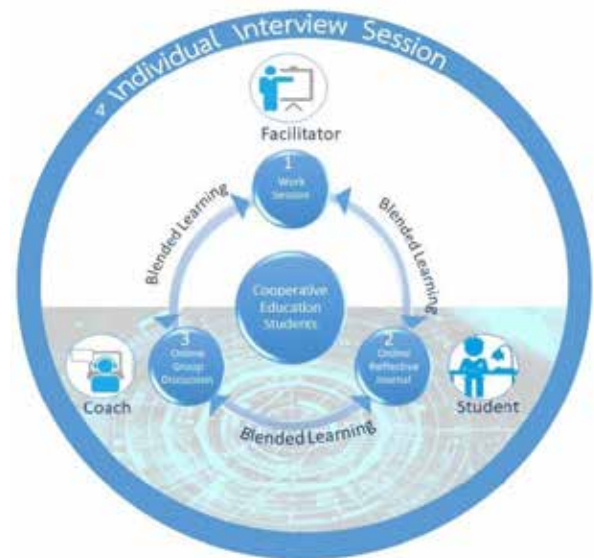 4 Individual Interview Session
Facilitator
1
Work
Session
Blended Learning
Blended Learning
Cooperative
Education
Students
3
Online
Group
Discussion
2
Online
Reflective
Journal
Coach
Student
Blended Learning